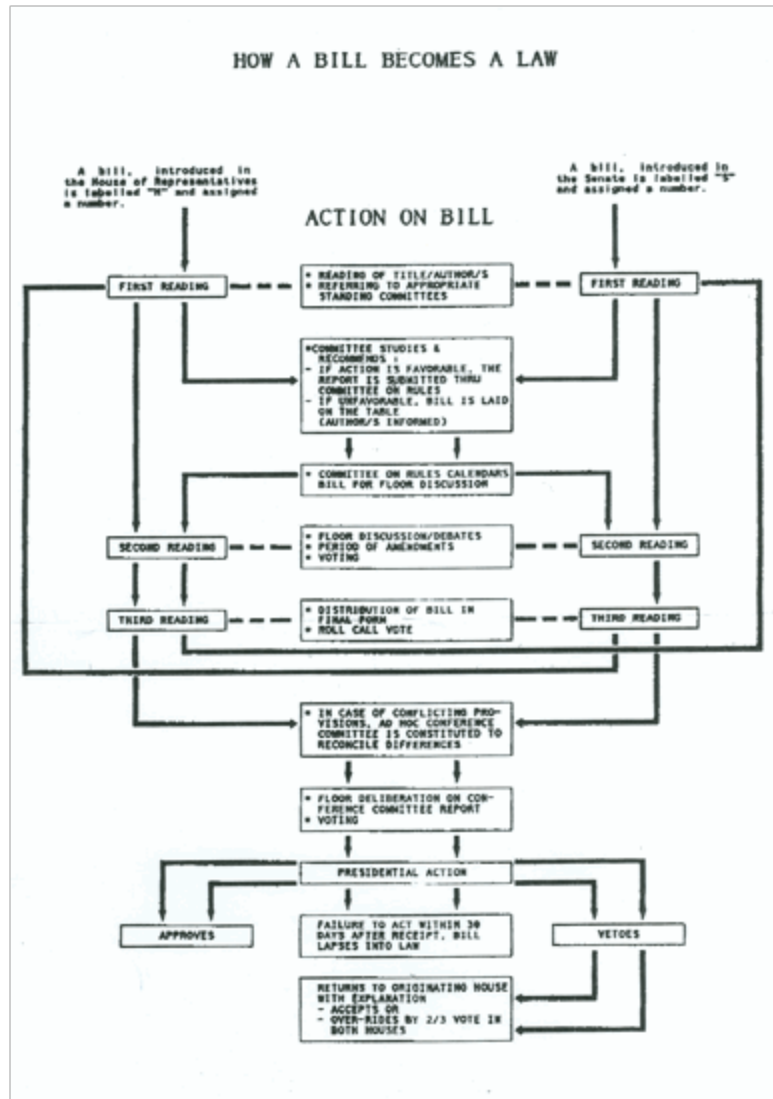 HOW A BILL BECOMES A LAW
A bill, introduced in
the House of Representatives
is labelled "H" and assigned
a number.
A bill, introduced in
the Senate is labelled "S"
and assigned a number.
ACTION ON BILL
FIRST READING
* READING OF TITLE/AUTHOR/S
* REFERRING TO APPROPRIATE
STANDING COMMITTEES
FIRST READING
*COMMITTEE STUDIES &
RECOMMENDS :
- IF ACTION IS FAVORABLE, THE
REPORT IS SUBMITTED THRU
COMMITTEE ON RULES
- IF UNFAVORABLE, BILL IS LAID
ON THE TABLE
(AUTHOR/S INFORMED)
* COMMITTEE ON RULES CALENDARS
BILL FOR FLOOR DISCUSSION
SECOND READING
* FLOOR DISCUSSION/DEBATES
* PERIOD OF AMENDMENTS
* VOTING
SECOND READING
THIRD READING
* DISTRIBUTION OF BILL IN
FINAL FORM
* ROLL CALL VOTE
THIRD READING
* IN CASE OF CONFLICTING PRO-
VISIONS, AD HOC CONFERENCE
COMMITTEE IS CONSTITUTED TO
RECONCILE DIFFERENCES
* FLOOR DELIBERATION ON CON-
FERENCE COMMITTEE REPORT
* VOTING
PRESIDENTIAL ACTION
APPROVES
FAILURE TO ACT WITHIN 30
DAYS AFTER RECEIPT, BILL
LAPSES INTO LAW
VETOES
RETURNS TO ORIGINATING HOUSE
WITH EXPLANATION
- ACCEPTS OR
- OVER-RIDES BY 2/3 VOTE IN
BOTH HOUSES